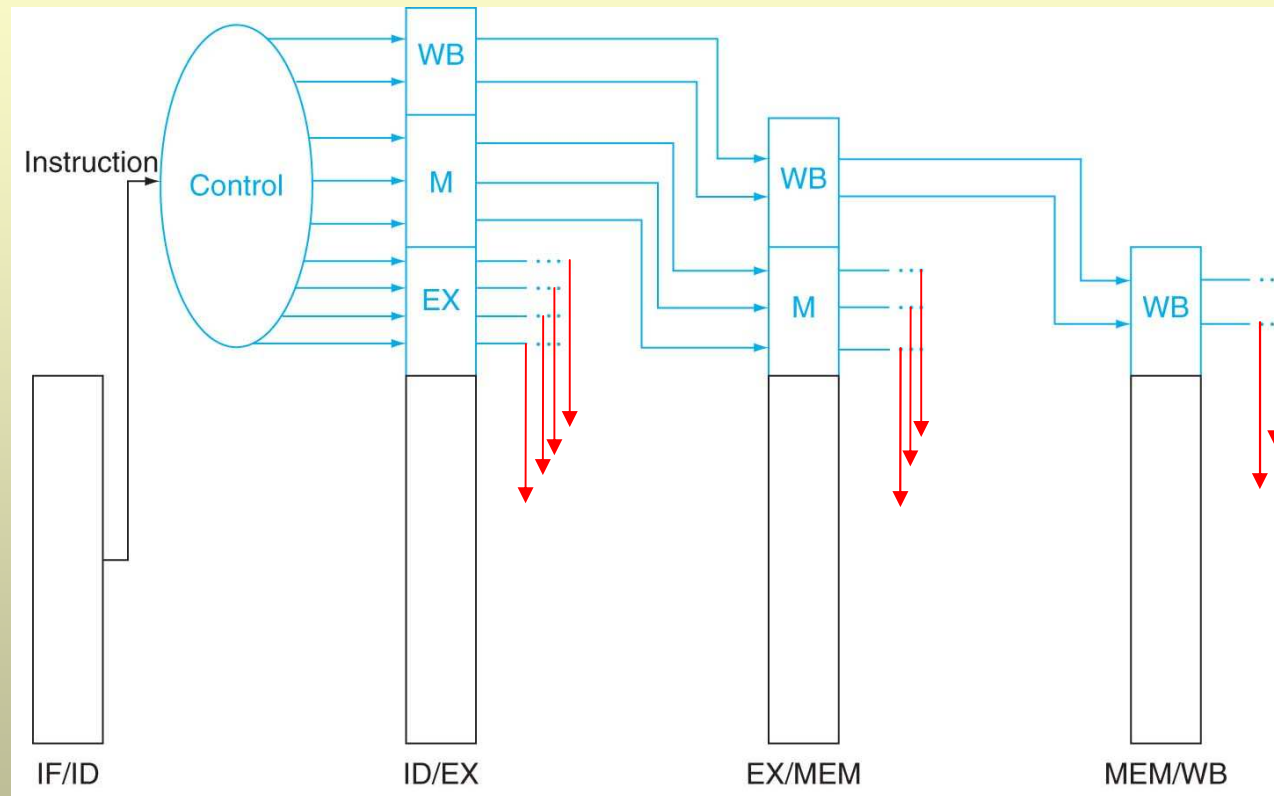 WB
Instruction
Control
M
WB
EX
M
WB
IF/ID
ID/EX
EX/MEM
MEM/WB